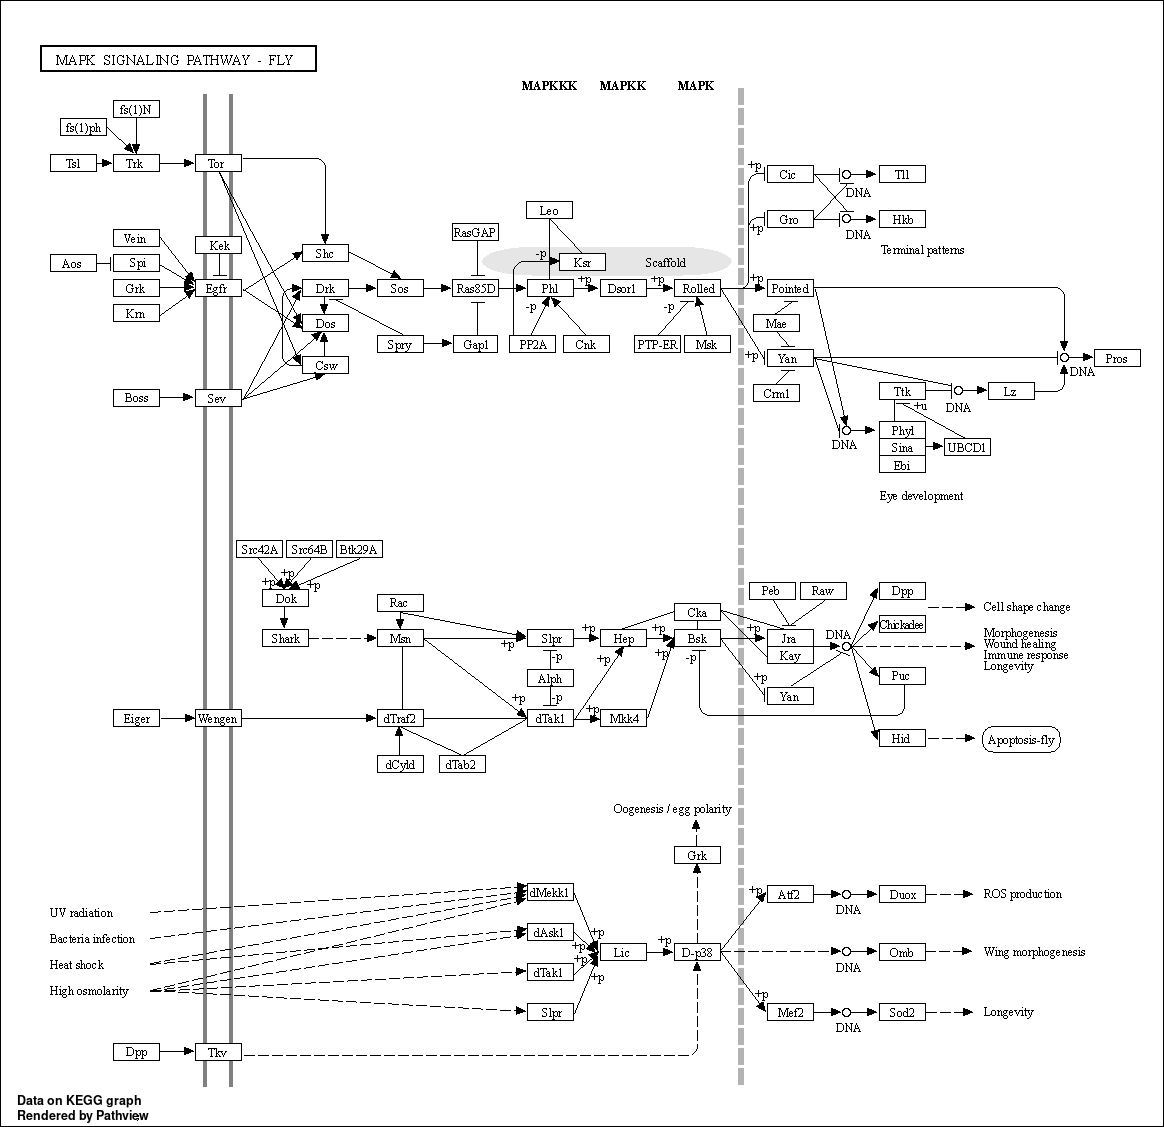 MAPK SIGNALING PATHWAY - FLY
MAPKKK MAPKK MAPK
fs(1)N
fs(1)ph
Tsl Trk Tor
Cic Tll
+p
DNA
Leo
Gro Hkb
+p
DNA
RasGAP
Vein Kek
Terminal patterns
Shc
-p
Aos Spi Ksr Scaffold
+p +p +p
Grk Egfr Drk Sos Ras85D Phl Dsor1 Rolled Pointed
-p -p
Krn Dos Mae
Spry Gap1 PP2A Cnk PTP-ER Msk
+p Yan Pros
Csw DNA
Boss Sev Crm1 Ttk Lz
+u DNA
Phyl
DNA
Sina UBCD1
Ebi
Eye development
Src42A Src64B Btk29A
+p +p +p
Dok
Peb Raw Dpp
Rac Cka Cell shape change
Chickadee
Shark Msn +p Slpr +p Hep +p Bsk +p Jra DNA
Morphogenesis
Wound healing
Immune response
Longevity
-p +p +p -p Kay
Alph +p Puc
-p +p Yan
Eiger Wengen dTraf2 dTak1 +p Mkk4
Hid Apoptosis-fly
dCyld dTab2
Oogenesis / egg polarity
Grk
dMekk1 +p Atf2 Duox ROS production
UV radiation DNA
Bacteria infection dAsk1 +p
+p +p Lic +p D-p38 Omb Wing morphogenesis
Heat shock dTak1 +p DNA
High osmolarity +p
Slpr Mef2 Sod2 Longevity
DNA
Dpp Tkv
Data on KEGG graph
Rendered by Pathview